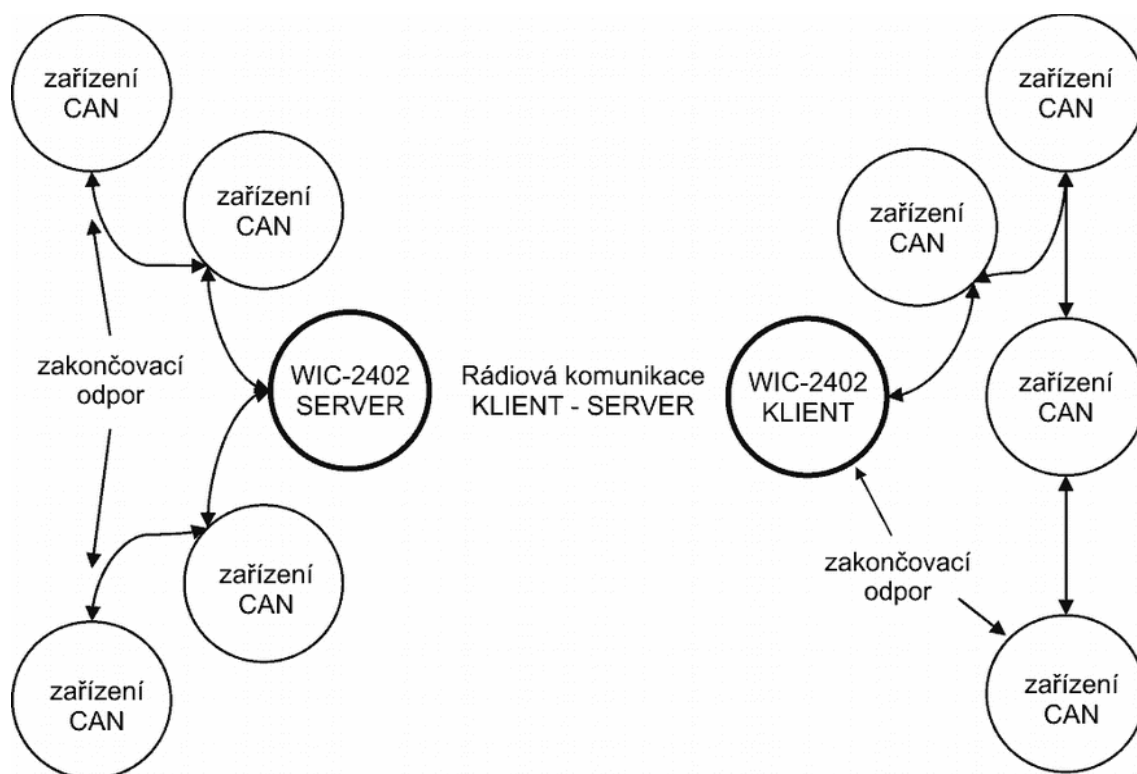 zařízení
CAN
zařízení
CAN
zakončovací
odpor
WIC-2402
SERVER
zařízení
CAN
zařízení
CAN
Rádiová komunikace
KLIENT - SERVER
zařízení
CAN
zařízení
CAN
WIC-2402
KLIENT
zařízení
CAN
zakončovací
odpor
zařízení
CAN